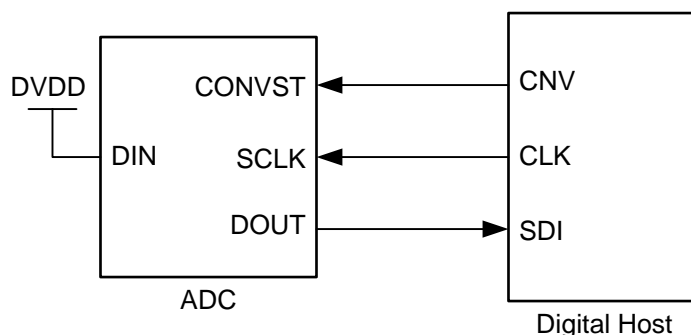 DVDD
DIN
CONVST
SCLK
DOUT
ADC
CNV
CLK
SDI
Digital Host